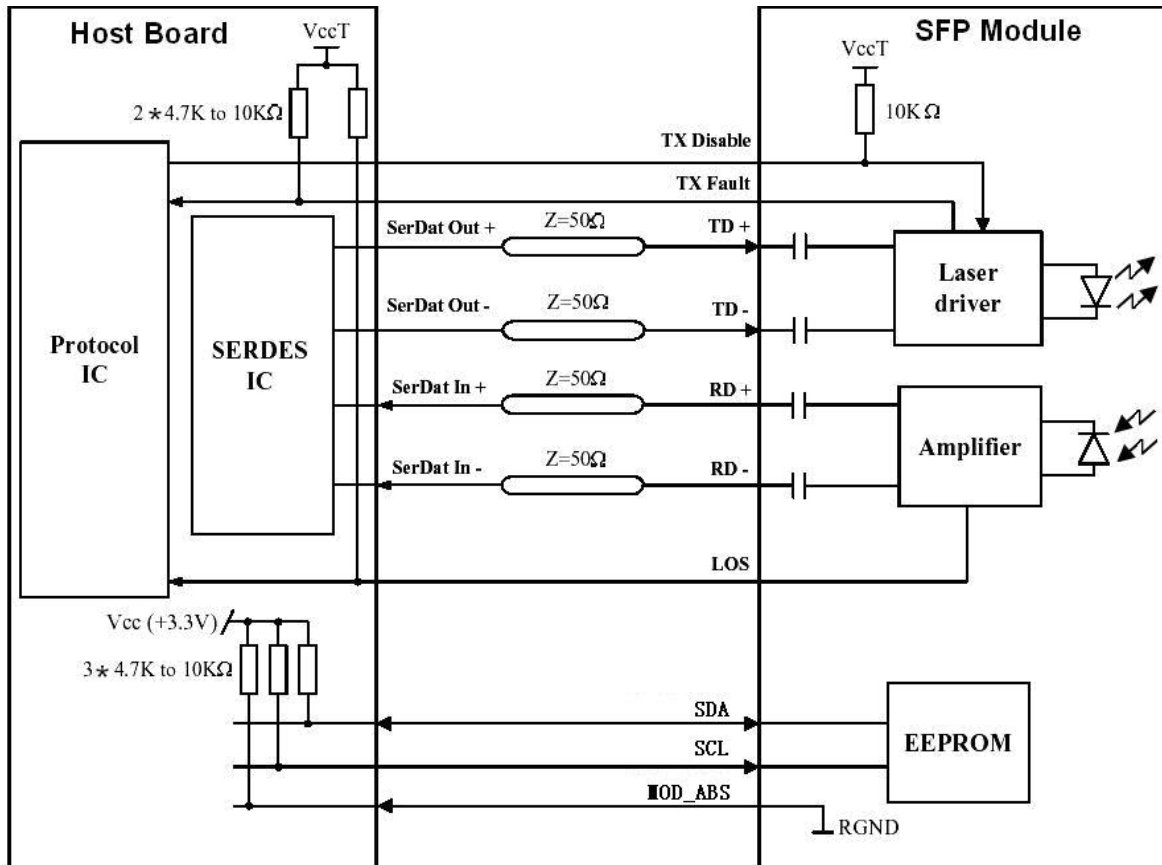 Host Board
SFP Module
VccT
VccT
2*4.7K to 10KΩ
10KΩ
TX Disable
TX Fault
SerDat Out +
Z=50Ω
TD +
Laser
driver
SerDat Out -
Z=50Ω
TD -
Protocol
IC
SERDES
IC
SerDat In +
Z=50Ω
RD +
Amplifier
SerDat In -
Z=50Ω
RD -
LOS
Vcc (+3.3V)
3*4.7K to 10KΩ
SDA
SCL
EEPROM
MOD_ABS
RGND